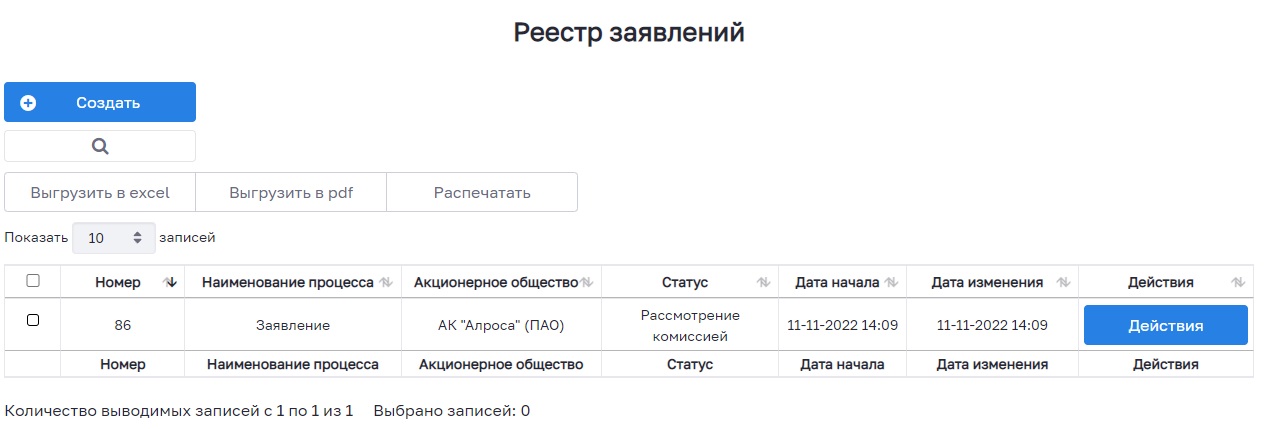 Реестр заявлений
Создать
Выгрузить в excel Выгрузить в pdf Распечатать
Показать 10 записей
Номер Наименование процесса Акционерное общество Статус Дата начала Дата изменения Действия
86 Заявление АК "Алроса" (ПАО) Рассмотрение комиссией 11-11-2022 14:09 11-11-2022 14:09 Действия
Номер Наименование процесса Акционерное общество Статус Дата начала Дата изменения Действия
Количество выводимых записей с 1 по 1 из 1 Выбрано записей: 0